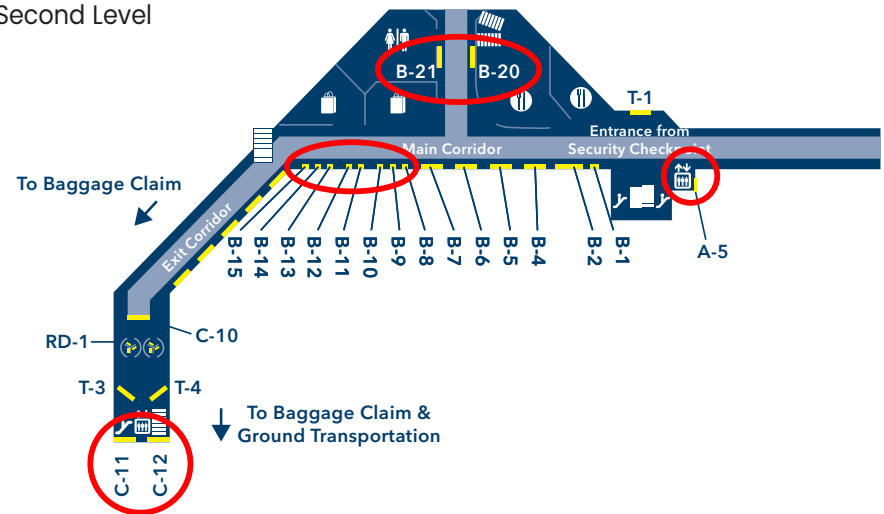 Second Level
B-21
B-20
T-1
Entrance from
Security Checkpoint
Main Corridor
To Baggage Claim
Exit Corridor
B-15
B-14
B-13
B-12
B-11
B-10
B-9
B-8
B-7
B-6
B-5
B-4
B-2
B-1
A-5
RD-1
C-10
T-3
T-4
To Baggage Claim &
Ground Transportation
C-11
C-12